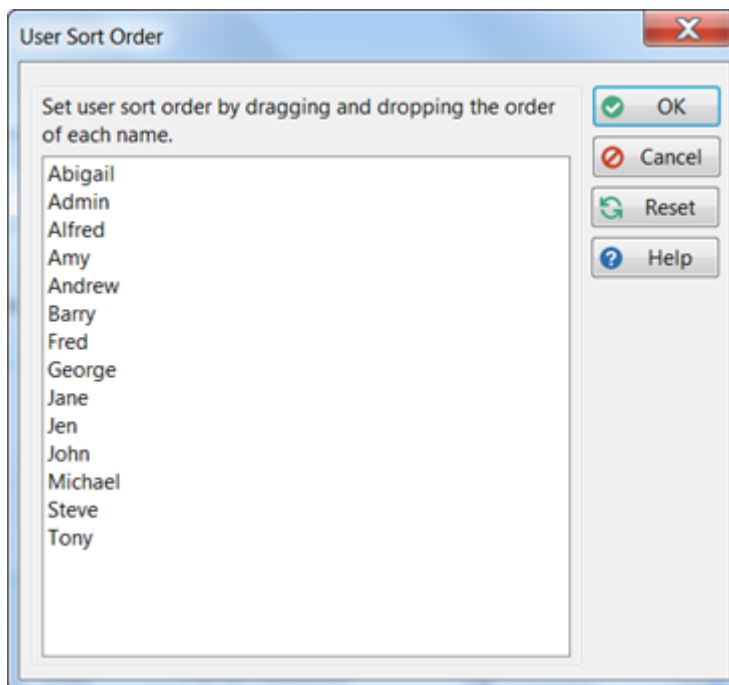 User Sort Order
Set user sort order by dragging and dropping the order
of each name.
Abigail
Admin
Alfred
Amy
Andrew
Barry
Fred
George
Jane
Jen
John
Michael
Steve
Tony
OK
Cancel
Reset
Help